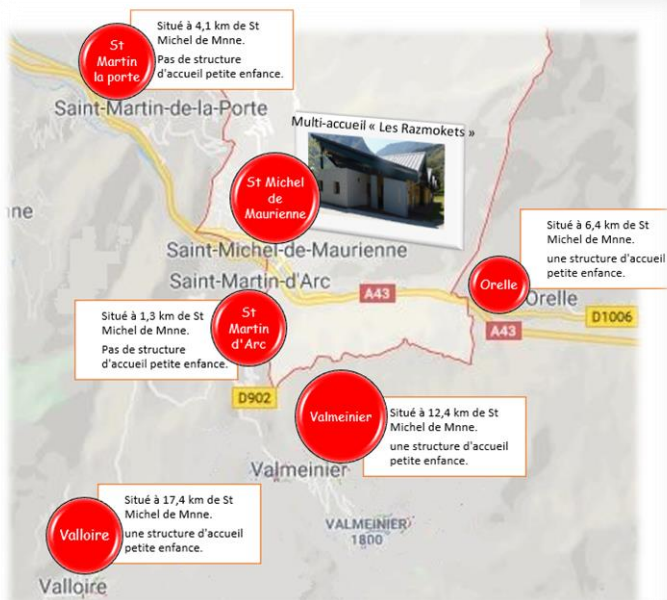 St
Martin
la porte
Situé à 4,1 km de St
Michel de Mnne.
Pas de structure
d'accueil petite enfance.
Saint-Martin-de-la-Porte
Multi-accueil « Les Razmokets »
St Michel
de
Maurienne
nne
Saint-Michel-de-Maurienne
Situé à 6,4 km de St
Michel de Mnne.
une structure d'accueil
petite enfance.
Saint-Martin-d'Arc
A43
Orelle
Orelle
D1006
A43
Situé à 1,3 km de St
Michel de Mnne.
Pas de structure
d'accueil petite enfance.
St
Martin
d'Arc
D902
Valmeinier
Situé à 12,4 km de St
Michel de Mnne.
une structure d'accueil
petite enfance.
Valmeinier
Situé à 17,4 km de St
Michel de Mnne.
une structure d'accueil
petite enfance.
Valloire
VALMEINIER
1800
Valloire